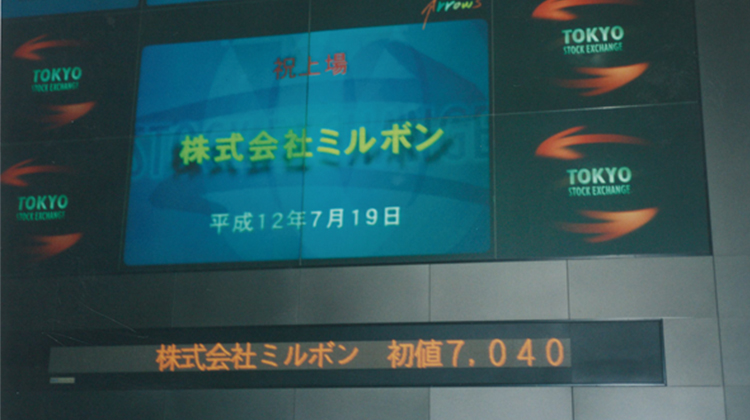 Arrows
TOKYO
STOCK EXCHANGE
祝上場
TOKYO
STOCK EXCHANGE
株式会社ミルボン
平成12年7月19日
TOKYO
STOCK EXCHANGE
TOKYO
STOCK EXCHANGE
株式会社ミルボン 初値7,040